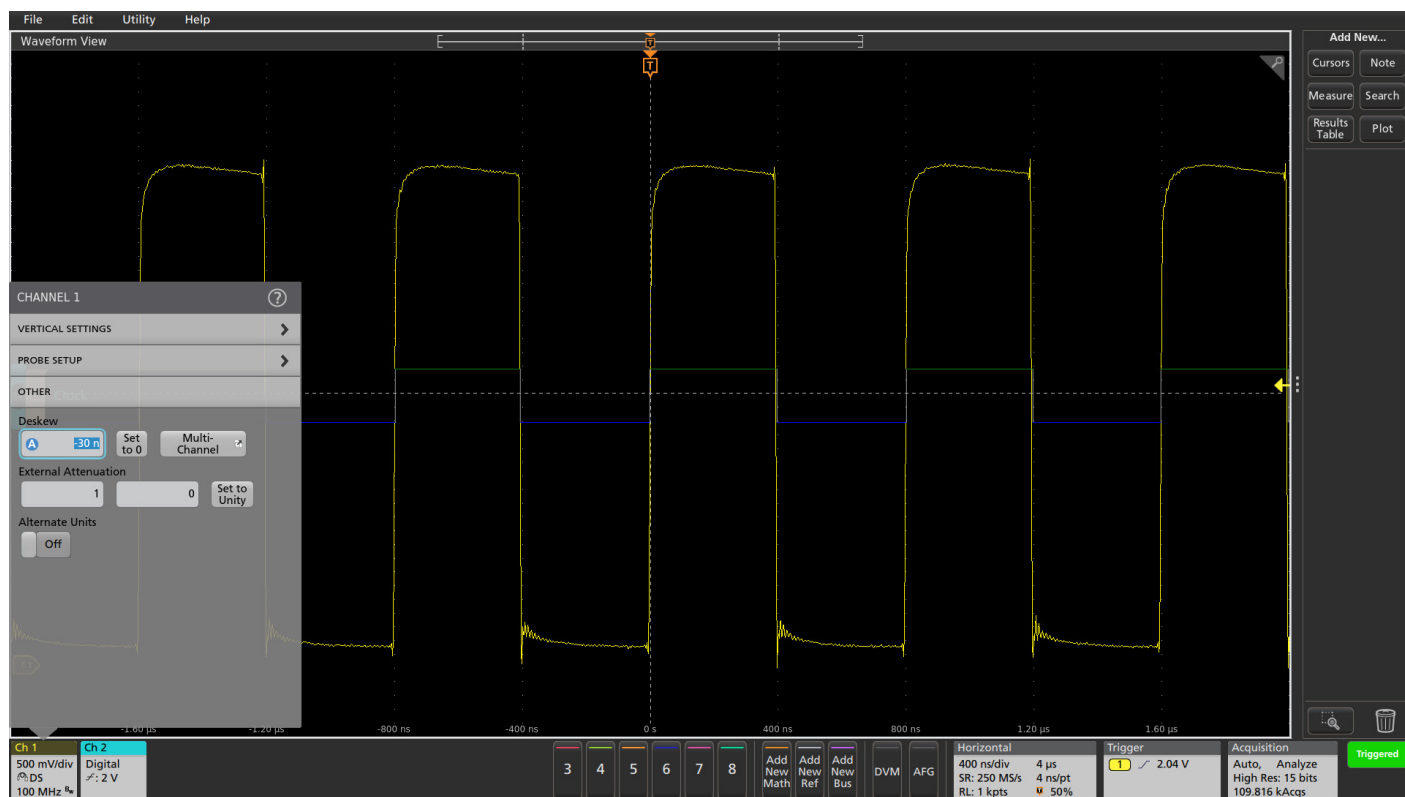 File Edit Utility Help
Waveform View
Add New...
Cursors Note
Measure Search
Results Table Plot
T
T
CHANNEL 1 ?
VERTICAL SETTINGS
PROBE SETUP
OTHER
Deskew
A -30 n Set to 0 Multi-Channel
External Attenuation
1 0 Set to Unity
Alternate Units
Off
-1.60 µs -1.20 µs -800 ns -400 ns 0 s 400 ns 800 ns 1.20 µs 1.60 µs
Ch 1
500 mV/div
DS
100 MHz Bw
Ch 2
Digital
: 2 V
3 4 5 6 7 8
Add New Math
Add New Ref
Add New Bus
DVM AFG
Horizontal
400 ns/div 4 µs
SR: 250 MS/s 4 ns/pt
RL: 1 kpts 50%
Trigger
1 2.04 V
Acquisition
Auto, Analyze
High Res: 15 bits
109.816 kAcqs
Triggered